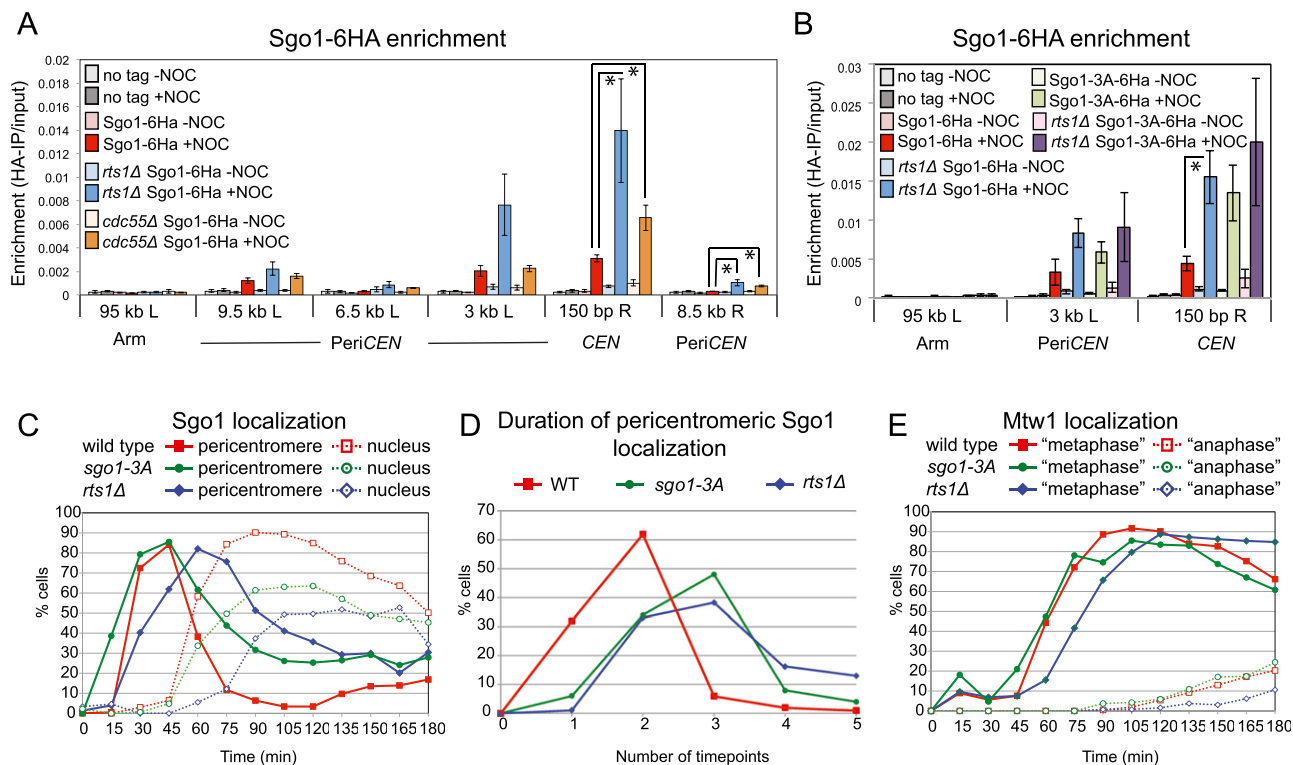 A
Sgo1-6HA enrichment
Enrichment (HA-IP/input)
0.02
0.018
0.016
0.014
0.012
0.01
0.008
0.006
0.004
0.002
0
no tag -NOC
no tag +NOC
Sgo1-6Ha -NOC
Sgo1-6Ha +NOC
rts1Δ Sgo1-6Ha -NOC
rts1Δ Sgo1-6Ha +NOC
cdc55Δ Sgo1-6Ha -NOC
cdc55Δ Sgo1-6Ha +NOC
* *
* *
95 kb L 9.5 kb L 6.5 kb L 3 kb L 150 bp R 8.5 kb R
Arm PeriCEN CEN PeriCEN
B
Sgo1-6HA enrichment
Enrichment (HA-IP/input)
0.03
0.025
0.02
0.015
0.010
0.005
0
no tag -NOC
no tag +NOC
Sgo1-6Ha -NOC
Sgo1-6Ha +NOC
rts1Δ Sgo1-6Ha -NOC
rts1Δ Sgo1-6Ha +NOC
Sgo1-3A-6Ha -NOC
Sgo1-3A-6Ha +NOC
rts1Δ Sgo1-3A-6Ha -NOC
rts1Δ Sgo1-3A-6Ha +NOC
*
95 kb L 3 kb L 150 bp R
Arm PeriCEN CEN
C
Sgo1 localization
wild type pericentromere nucleus
sgo1-3A pericentromere nucleus
rts1Δ pericentromere nucleus
% cells
100
90
80
70
60
50
40
30
20
10
0
0 15 30 45 60 75 90 105 120 135 150 165 180
Time (min)
D
Duration of pericentromeric Sgo1
localization
WT sgo1-3A rts1Δ
% cells
70
60
50
40
30
20
10
0
0 1 2 3 4 5
Number of timepoints
E
Mtw1 localization
wild type “metaphase” “anaphase”
sgo1-3A “metaphase” “anaphase”
rts1Δ “metaphase” “anaphase”
% cells
100
90
80
70
60
50
40
30
20
10
0
0 15 30 45 60 75 90 105 120 135 150 165 180
Time (min)